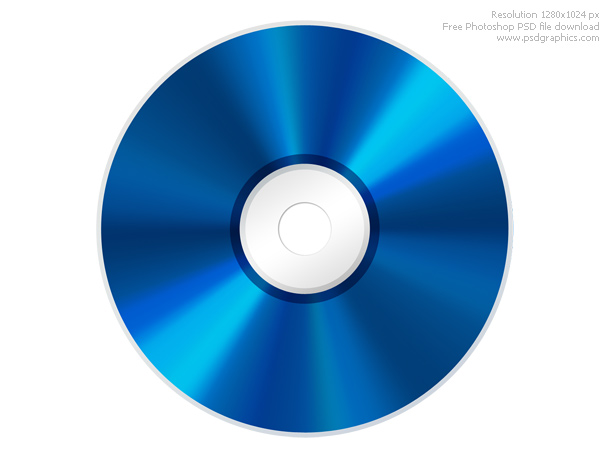 Resolution 1280x1024 px
Free Photoshop PSD file download
www.psdgraphics.com